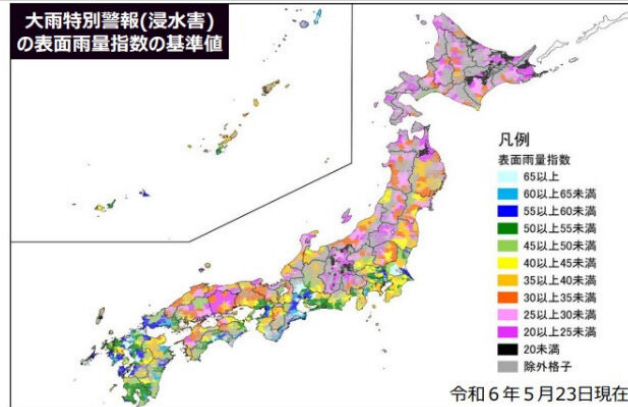 大雨特別警報(浸水害)
の表面雨量指数の基準値
凡例
表面雨量指数
65以上
60以上65未満
55以上60未満
50以上55未満
45以上50未満
40以上45未満
35以上40未満
30以上35未満
25以上30未満
20以上25未満
20未満
除外格子
令和6年5月23日現在